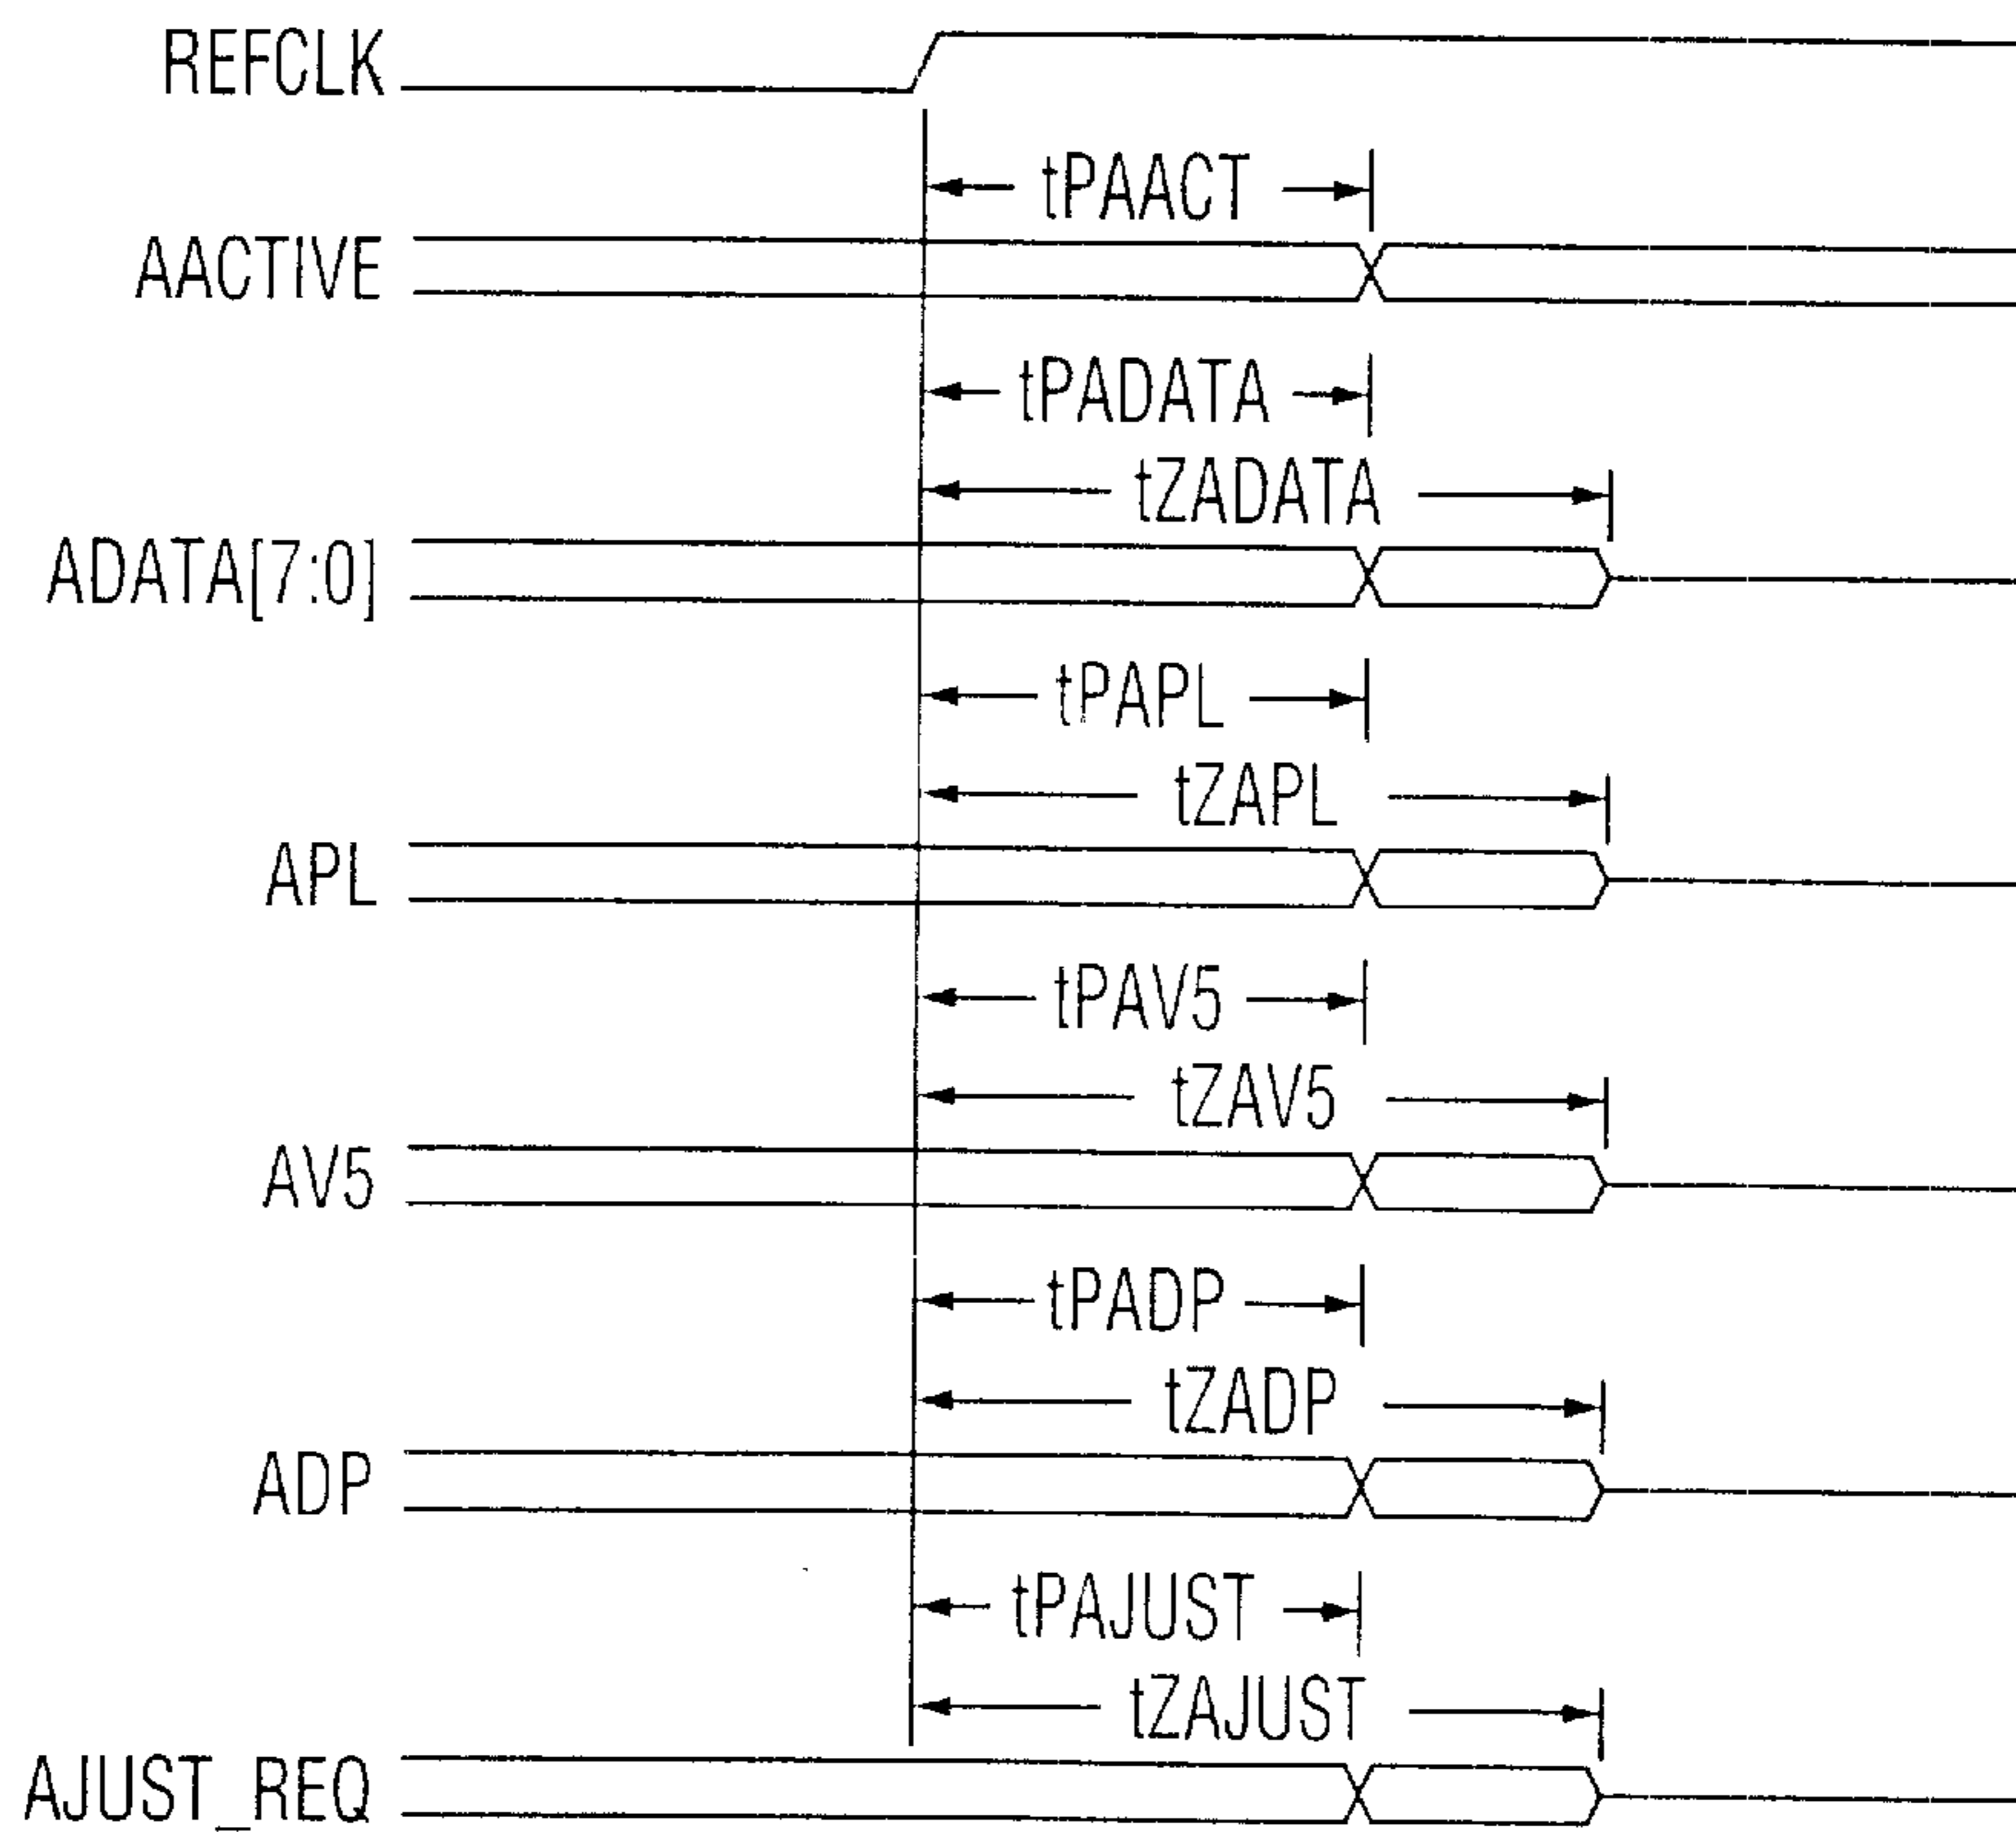 REFCLK
tPAACT
AACTIVE
tPADATA
tZADATA
ADATA[7:0]
tPAPL
tZAPL
APL
tPAV5
tZAV5
AV5
tPADP
tZADP
ADP
tPAJUST
tZAJUST
AJUST_REQ